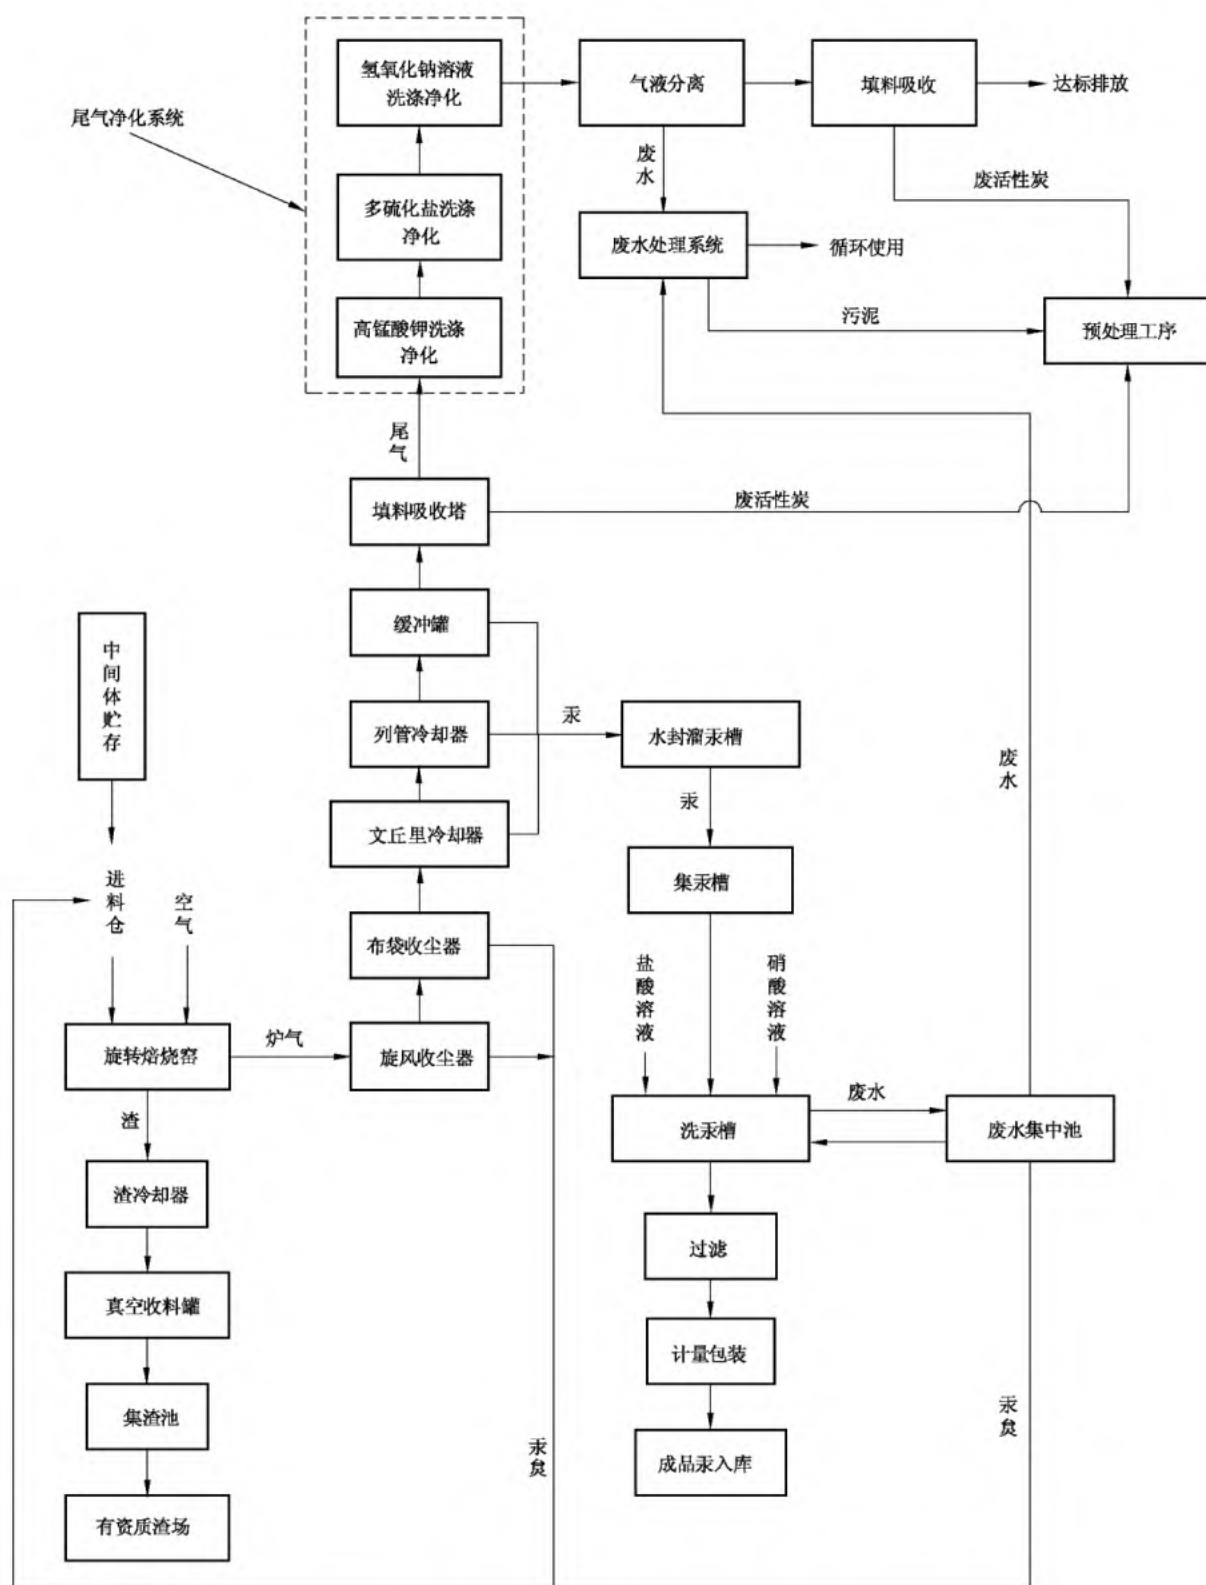 氢氧化钠溶液
洗涤净化
气液分离
填料吸收
达标排放
尾气净化系统
废水
废活性炭
多硫化盐洗涤
净化
废水处理系统
循环使用
污泥
高锰酸钾洗涤
净化
预处理工序
尾气
填料吸收塔
废活性炭
缓冲罐
中间体贮存
列管冷却器
汞
水封溜汞槽
废水
汞
文丘里冷却器
集汞槽
进料仓
空气
布袋收尘器
盐酸溶液
硝酸溶液
旋转焙烧窑
炉气
旋风收尘器
渣
洗汞槽
废水
废水集中池
渣冷却器
过滤
真空收料罐
计量包装
集渣池
汞炱
成品汞入库
汞炱
有资质渣场